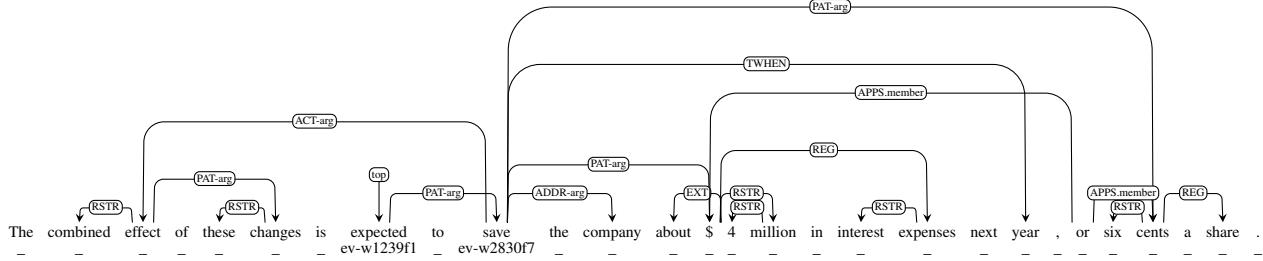 PAT-arg
TWHEN
APPS.member
ACT-arg
REG
PAT-arg
PAT-arg top PAT-arg ADDR-arg EXT RSTR APPS.member REG
RSTR RSTR RSTR RSTR RSTR
The combined effect of these changes is expected to save the company about $ 4 million in interest expenses next year , or six cents a share .
_ _ _ _ _ _ _ ev-w1239f1 _ ev-w2830f7 _ _ _ _ _ _ _ _ _ _ _ _ _ _ _ _ _ _